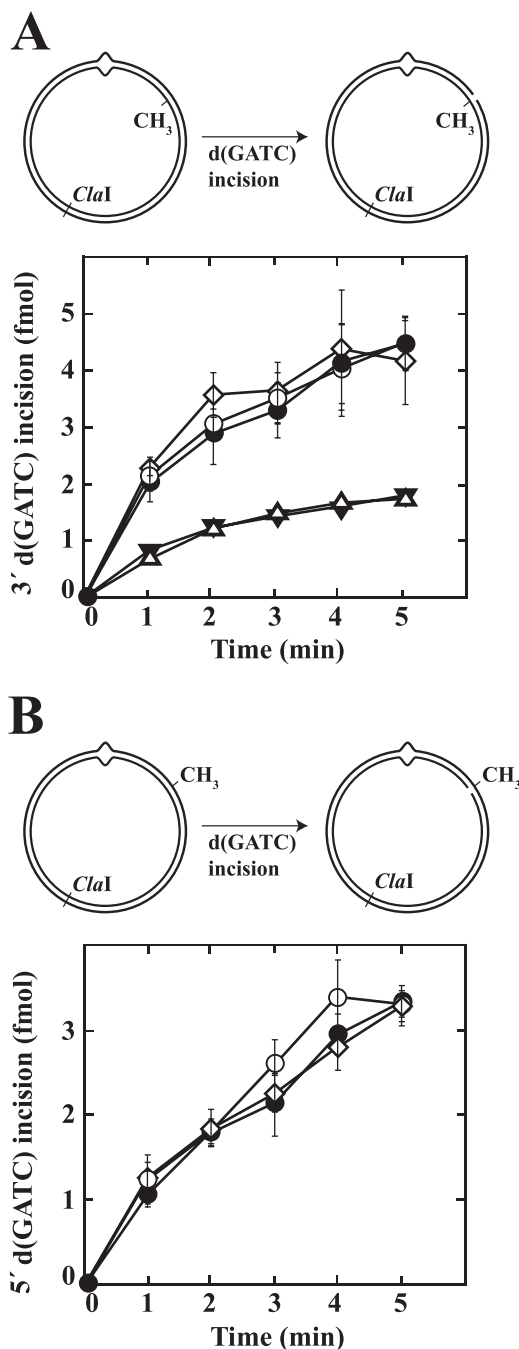 A
CH3
CH3
d(GATC)
incision
ClaI
ClaI
3´ d(GATC) incision (fmol)
5
4
3
2
1
0
0 1 2 3 4 5
Time (min)
B
CH3
CH3
d(GATC)
incision
ClaI
ClaI
5´ d(GATC) incision (fmol)
3
2
1
0
0 1 2 3 4 5
Time (min)